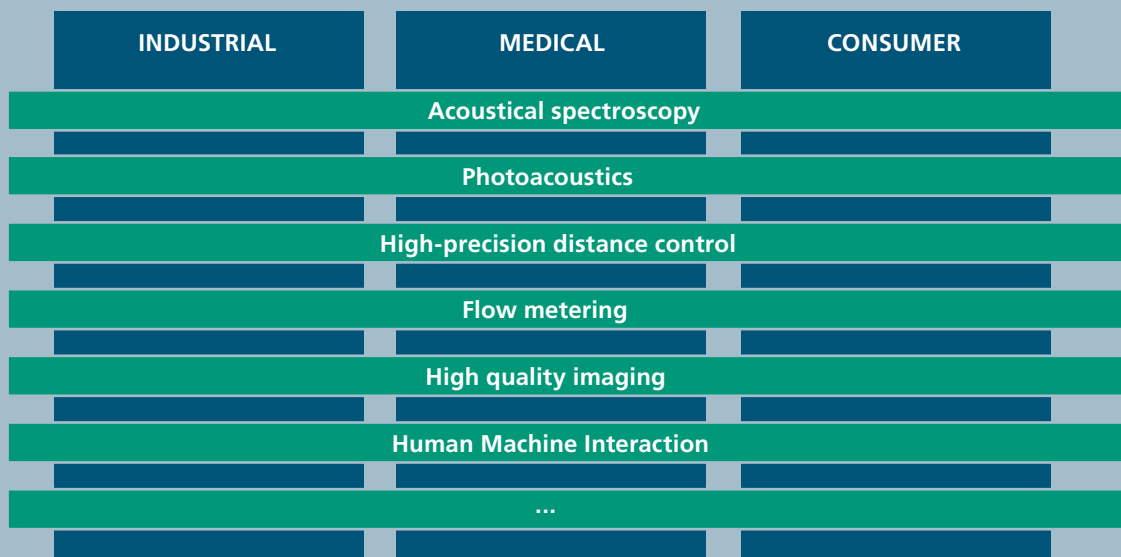 INDUSTRIAL
MEDICAL
CONSUMER
Acoustical spectroscopy
Photoacoustics
High-precision distance control
Flow metering
High quality imaging
Human Machine Interaction
...